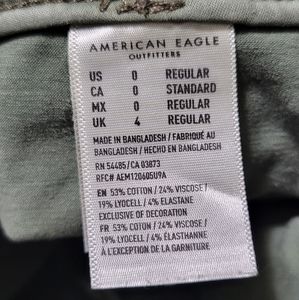 AMERICAN EAGLE
OUTFITTERS
US 0 REGULAR
CA 0 STANDARD
MX 0 REGULAR
UK 4 REGULAR
MADE IN BANGLADESH / FABRIQUÉ AU
BANGLADESH / HECHO EN BANGLADESH
RN 54485/CA 03873
RFC# AEM120605U9A
EN 53% COTTON / 24% VISCOSE /
19% LYOCELL / 4% ELASTANE
EXCLUSIVE OF DECORATION
FR 53% COTTON / 24% VISCOSE /
19% LYOCELL / 4% ÉLASTHANNE
À L'EXCEPTION DE LA GARNITURE